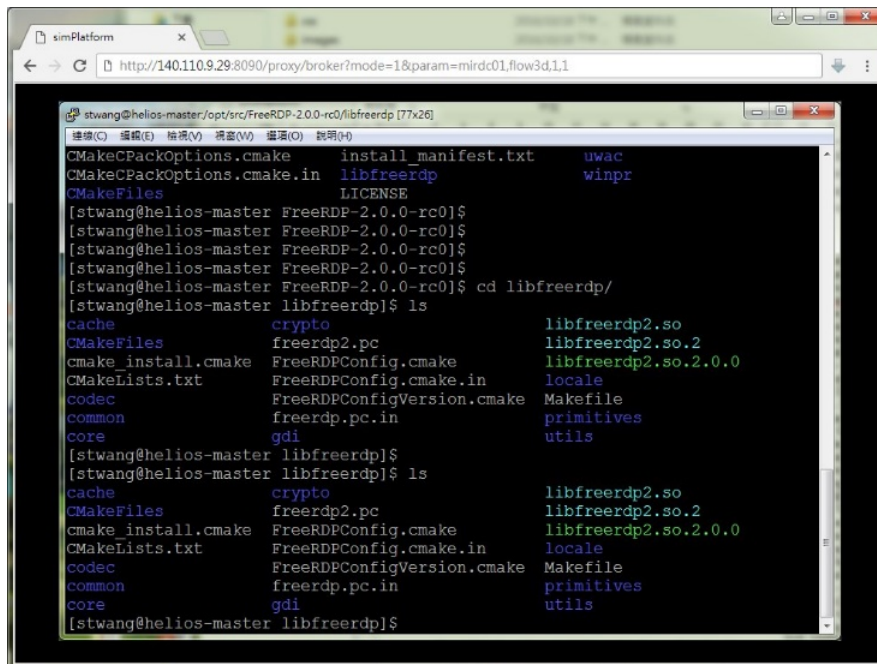 simPlatform
http://140.110.9.29:8090/proxy/broker?mode=1&param=mirdc01,flow3d,1,1
stwang@helios-master:/opt/src/FreeRDP-2.0.0-rc0/libfreerdp [77x26]
連線(C) 編輯(E) 檢視(V) 視窗(W) 選項(O) 說明(H)
CMakeCPackOptions.cmake install_manifest.txt uwac
CMakeCPackOptions.cmake.in libfreerdp winpr
CMakeFiles LICENSE
[stwang@helios-master FreeRDP-2.0.0-rc0]$
[stwang@helios-master FreeRDP-2.0.0-rc0]$
[stwang@helios-master FreeRDP-2.0.0-rc0]$
[stwang@helios-master FreeRDP-2.0.0-rc0]$
[stwang@helios-master FreeRDP-2.0.0-rc0]$ cd libfreerdp/
[stwang@helios-master libfreerdp]$ ls
cache crypto libfreerdp2.so
CMakeFiles freerdp2.pc libfreerdp2.so.2
cmake_install.cmake FreeRDPConfig.cmake libfreerdp2.so.2.0.0
CMakeLists.txt FreeRDPConfig.cmake.in locale
codec FreeRDPConfigVersion.cmake Makefile
common freerdp.pc.in primitives
core gdi utils
[stwang@helios-master libfreerdp]$
[stwang@helios-master libfreerdp]$ ls
cache crypto libfreerdp2.so
CMakeFiles freerdp2.pc libfreerdp2.so.2
cmake_install.cmake FreeRDPConfig.cmake libfreerdp2.so.2.0.0
CMakeLists.txt FreeRDPConfig.cmake.in locale
codec FreeRDPConfigVersion.cmake Makefile
common freerdp.pc.in primitives
core gdi utils
[stwang@helios-master libfreerdp]$